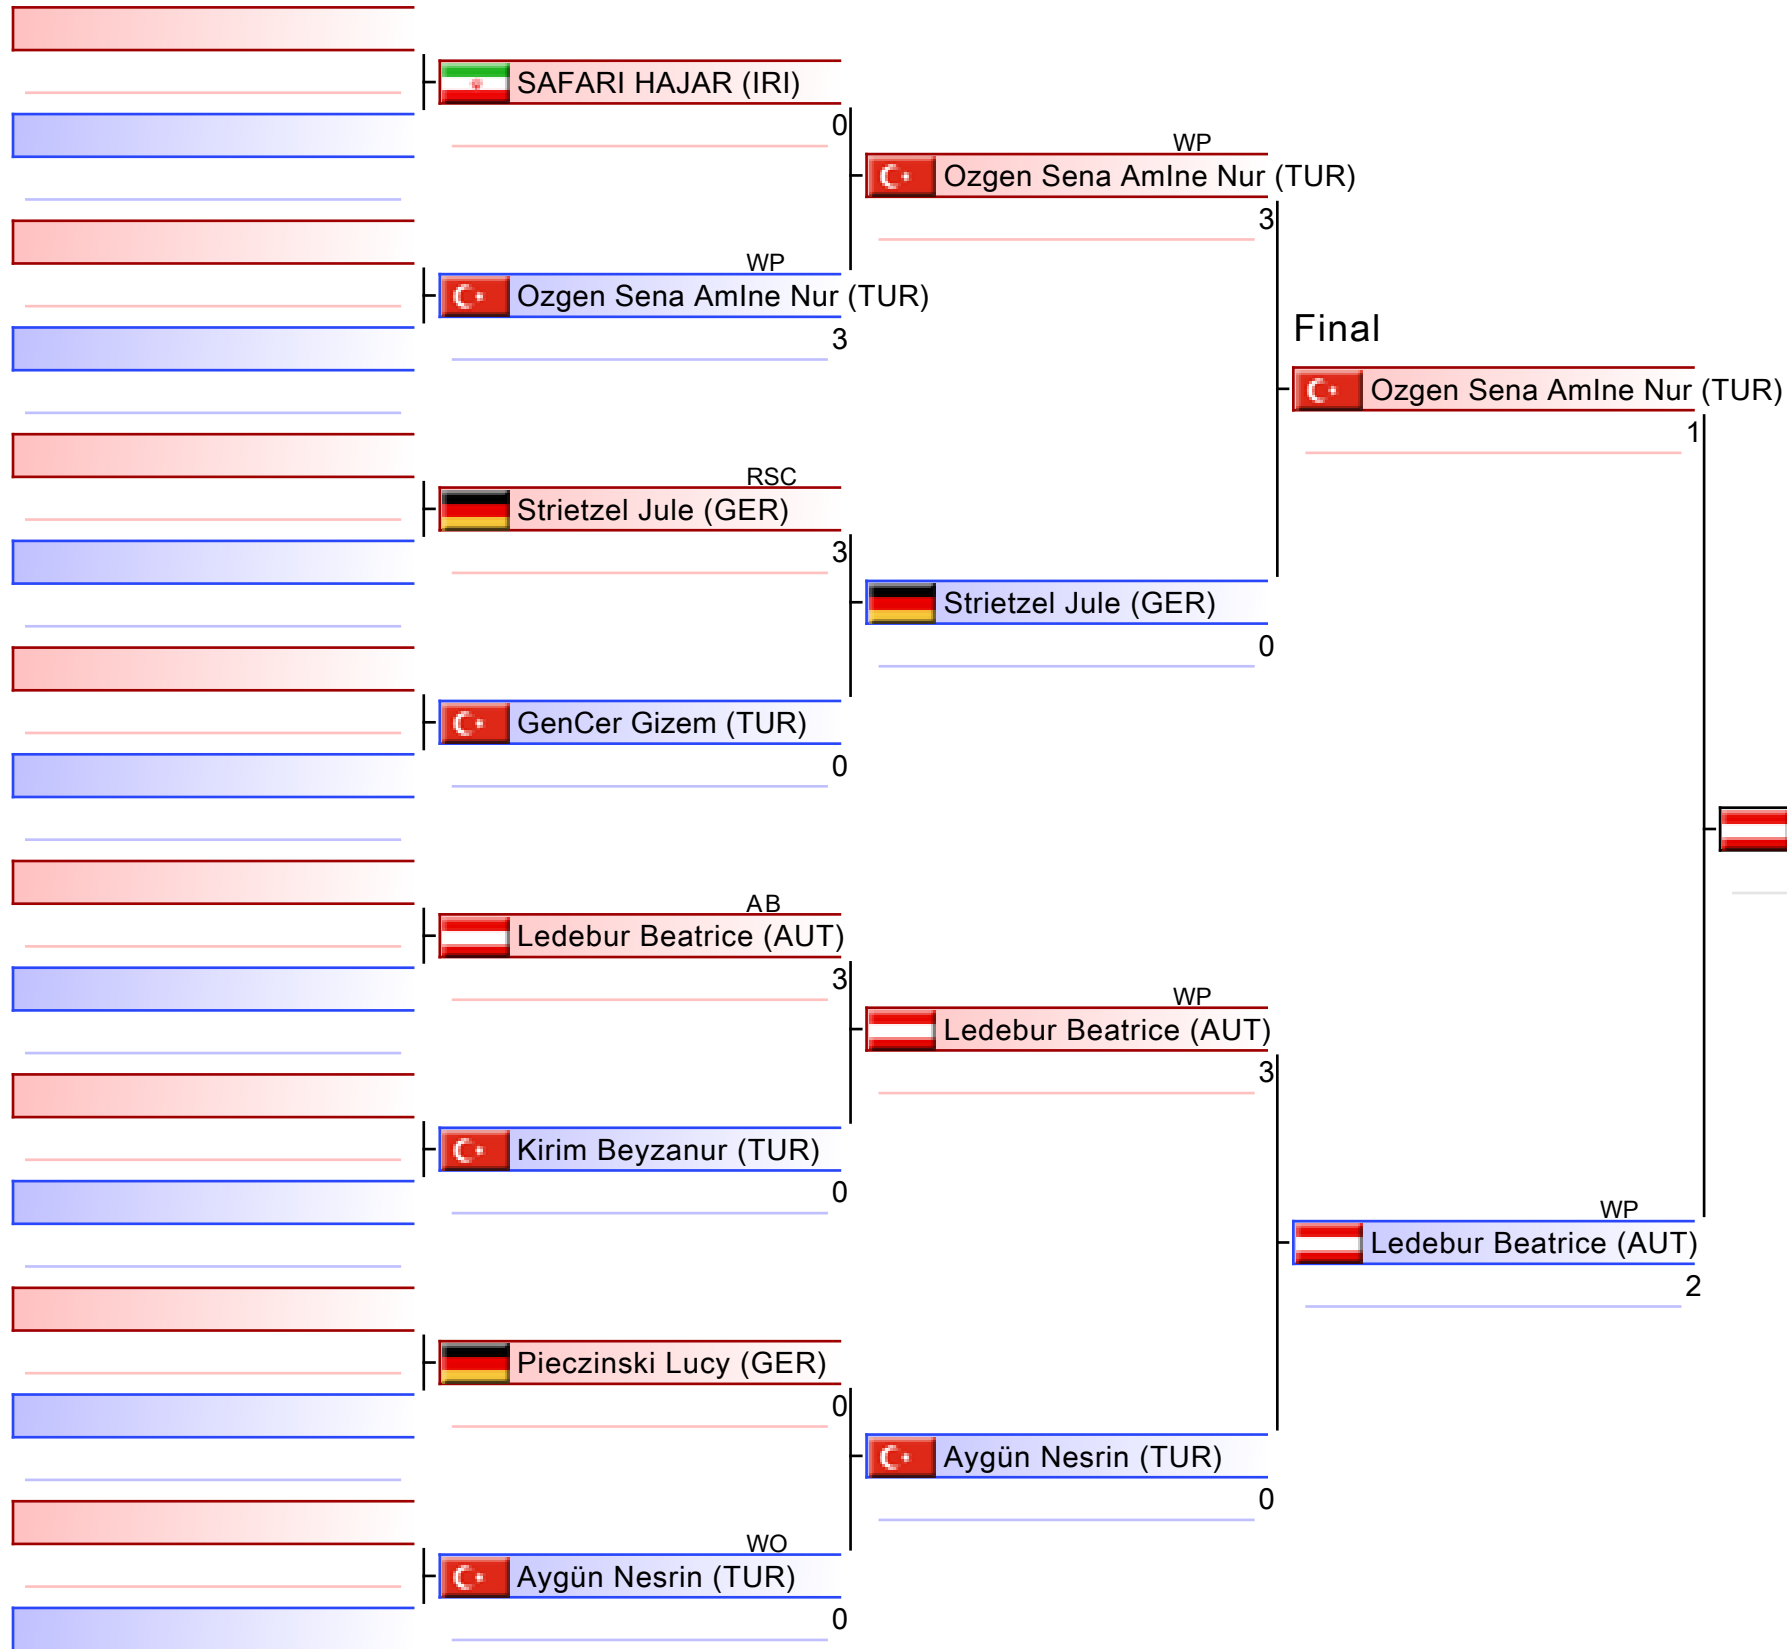 SAFARI HAJAR (IRI)
0
WP
Ozgen Sena AmIne Nur (TUR)
3
RSC
Strietzel Jule (GER)
3
GenCer Gizem (TUR)
0
AB
Ledebur Beatrice (AUT)
3
Kirim Beyzanur (TUR)
0
Pieczinski Lucy (GER)
0
WO
Aygün Nesrin (TUR)
0
WP
Ozgen Sena AmIne Nur (TUR)
3
Strietzel Jule (GER)
0
WP
Ledebur Beatrice (AUT)
3
Aygün Nesrin (TUR)
0
Final
Ozgen Sena AmIne Nur (TUR)
1
WP
Ledebur Beatrice (AUT)
2